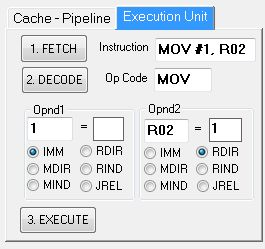 Cache - Pipeline Execution Unit
1. FETCH Instruction MOV #1, R02
2. DECODE Op Code MOV
Opnd1 Opnd2
1 = R02 = 1
IMM RDIR IMM RDIR
MDIR RIND MDIR RIND
MIND JREL MIND JREL
3. EXECUTE